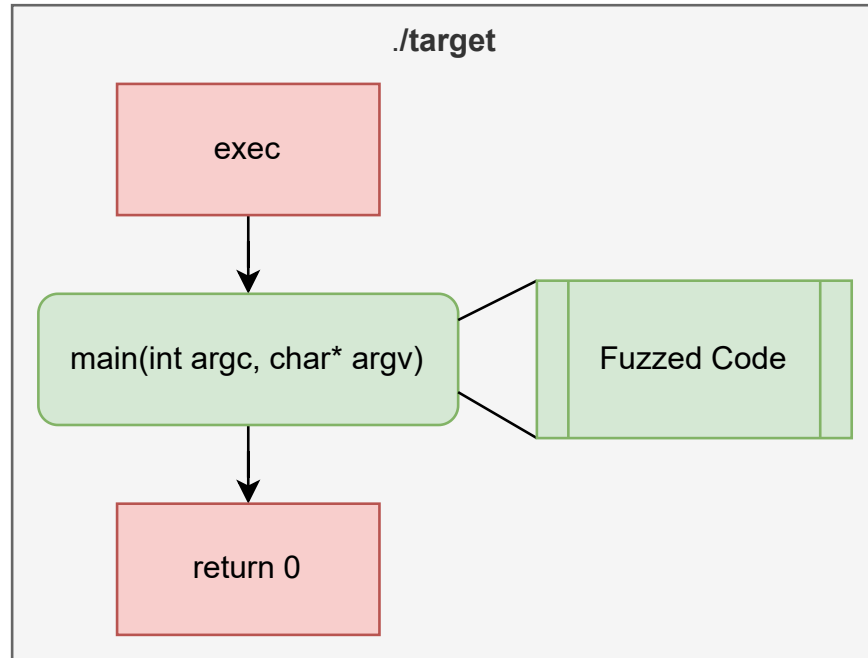 ./target
exec
main(int argc, char* argv)
Fuzzed Code
return 0